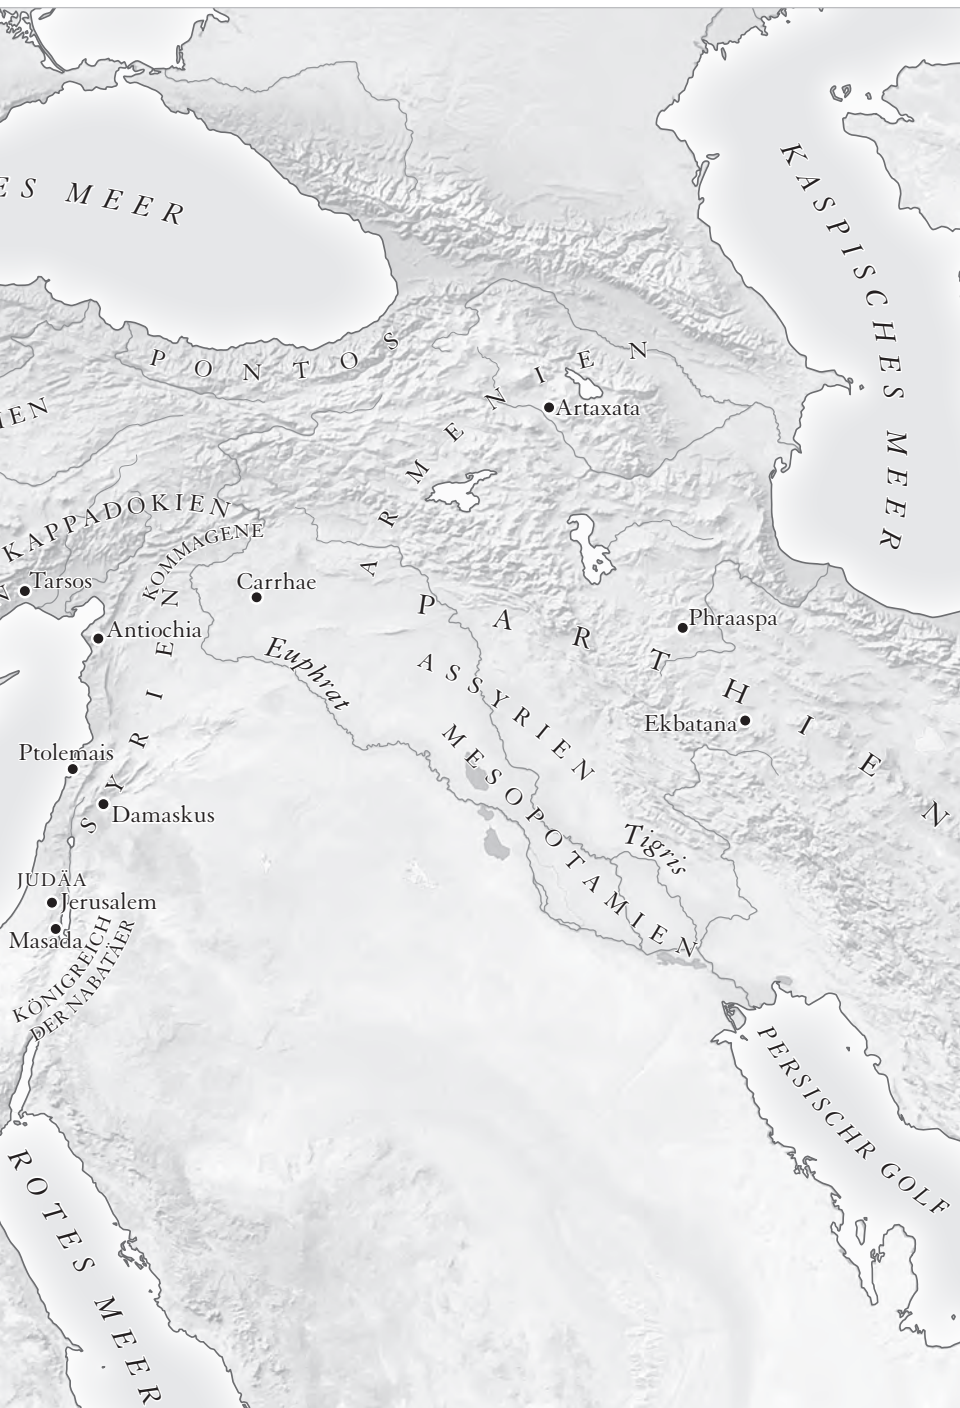 ES MEER
KASPISCHES MEER
PONTOS
ARMENIEN
Artaxata
IEN
KAPPADOKIEN
KOMMAGENE
Tarsos
N
Carrhae
Antiochia
SYRIEN
Euphrat
PARTHIEN
Phraaspa
ASSYRIEN
Ekbatana
MESOPOTAMIEN
Ptolemais
Damaskus
Tigris
JUDÄA
Jerusalem
Masada
KÖNIGREICH
DER NABATÄER
PERSISCHR GOLF
ROTES MEER